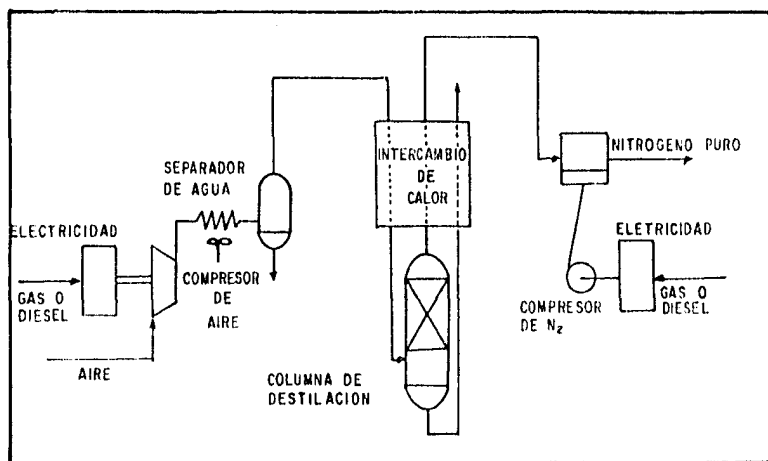 SEPARADOR
DE AGUA
ELECTRICIDAD
GAS O
DIESEL
AIRE
COMPRESOR
DE
AIRE
INTERCAMBIO
DE
CALOR
COLUMNA DE
DESTILACION
NITROGENO PURO
ELETRICIDAD
COMPRESOR
DE N₂
GAS O
DIESEL